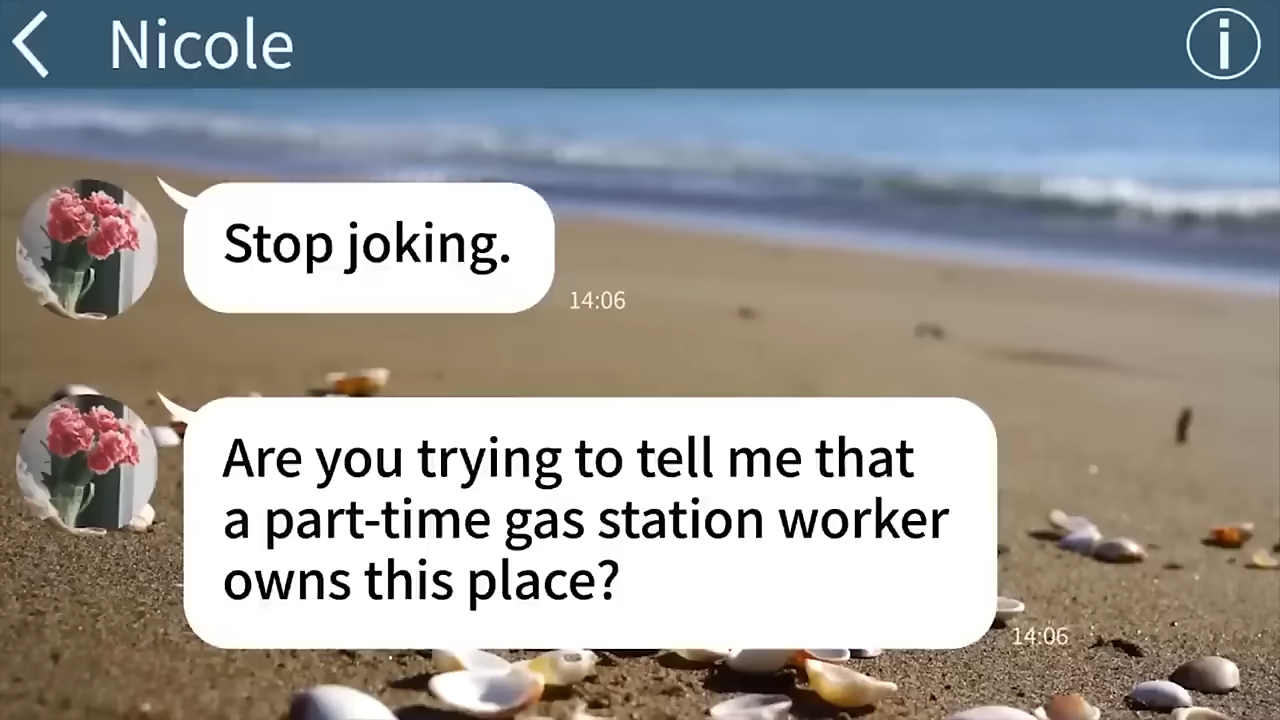 Nicole
i
Stop joking.
14:06
Are you trying to tell me that
a part-time gas station worker
owns this place?
14:06